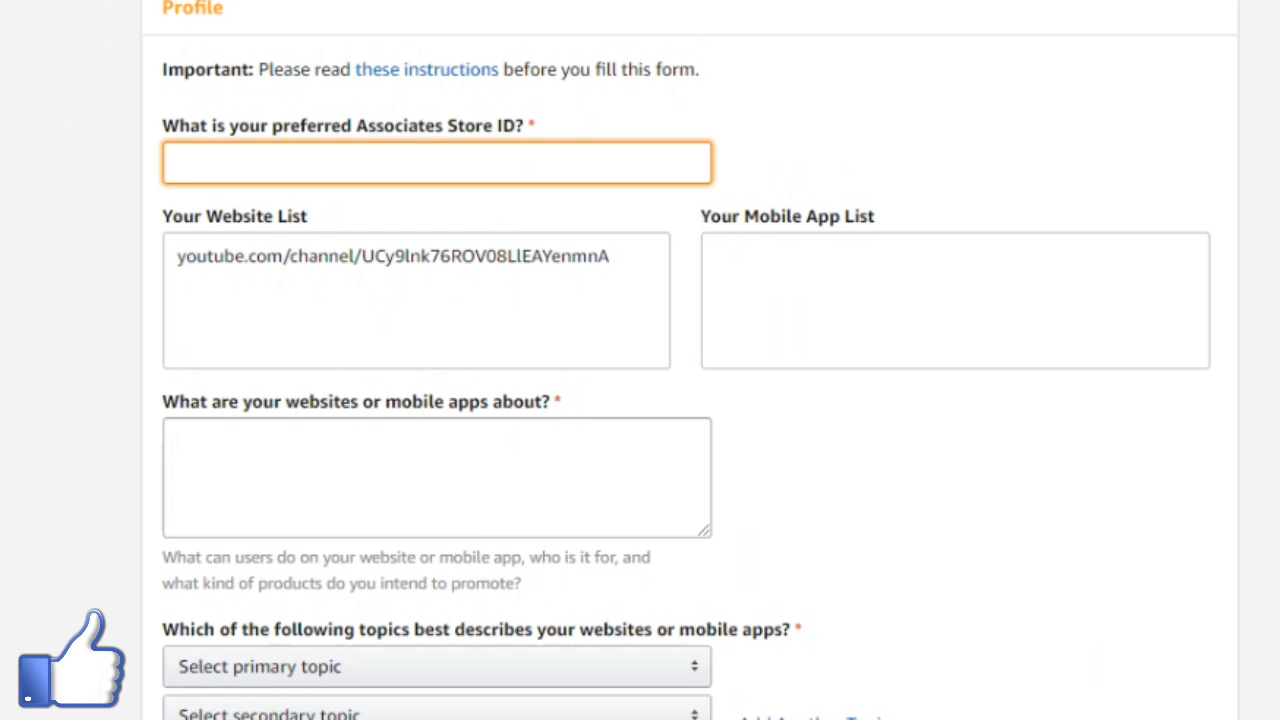 Profile
Important: Please read these instructions before you fill this form.
What is your preferred Associates Store ID? *
Your Website List
Your Mobile App List
youtube.com/channel/UCy9lnk76ROV08LlEAYenmnA
What are your websites or mobile apps about? *
What can users do on your website or mobile app, who is it for, and
what kind of products do you intend to promote?
Which of the following topics best describes your websites or mobile apps? *
Select primary topic
Select secondary topic
Add Another Topic